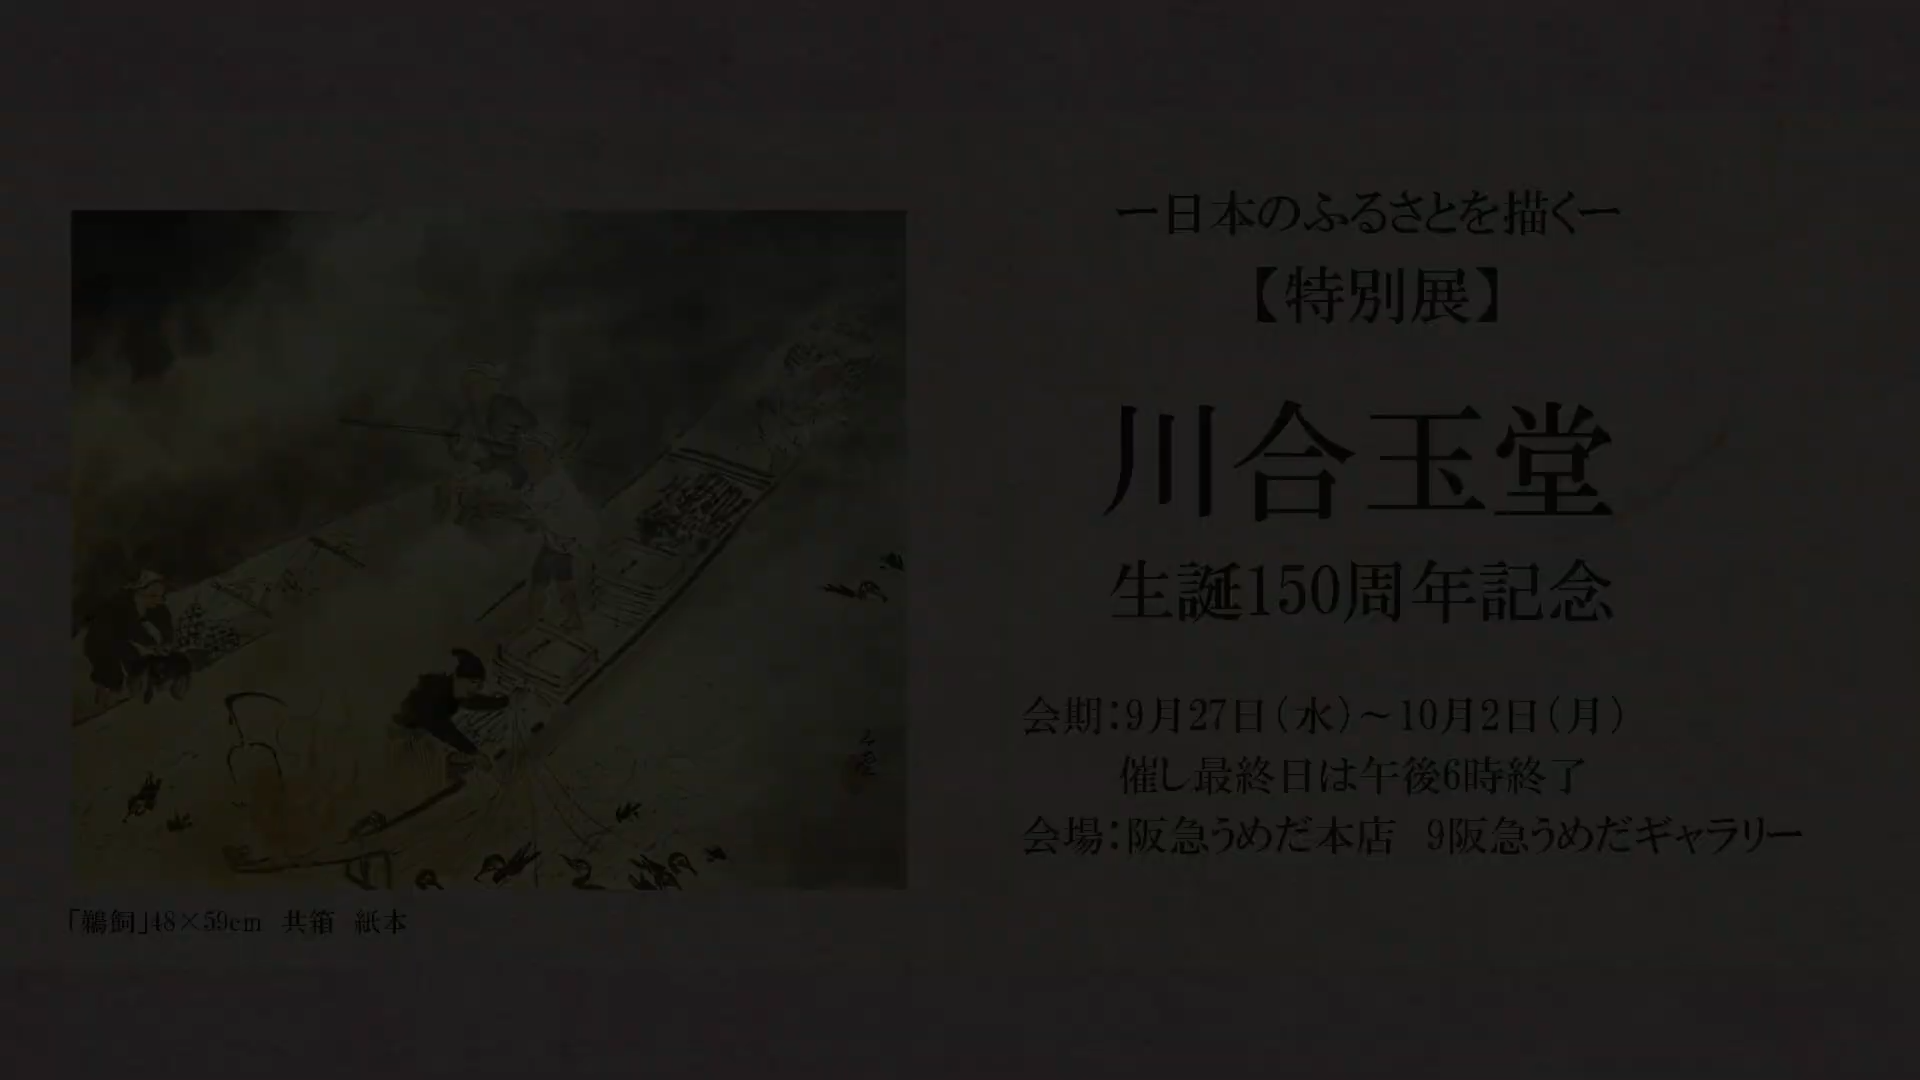 ー日本のふるさとを描くー
【特別展】
川合玉堂
生誕150周年記念
会期：9月27日（水）～10月2日（月）
催し最終日は午後6時終了
会場：阪急うめだ本店　9阪急うめだギャラリー
「鵜飼」48×59cm　共箱　紙本